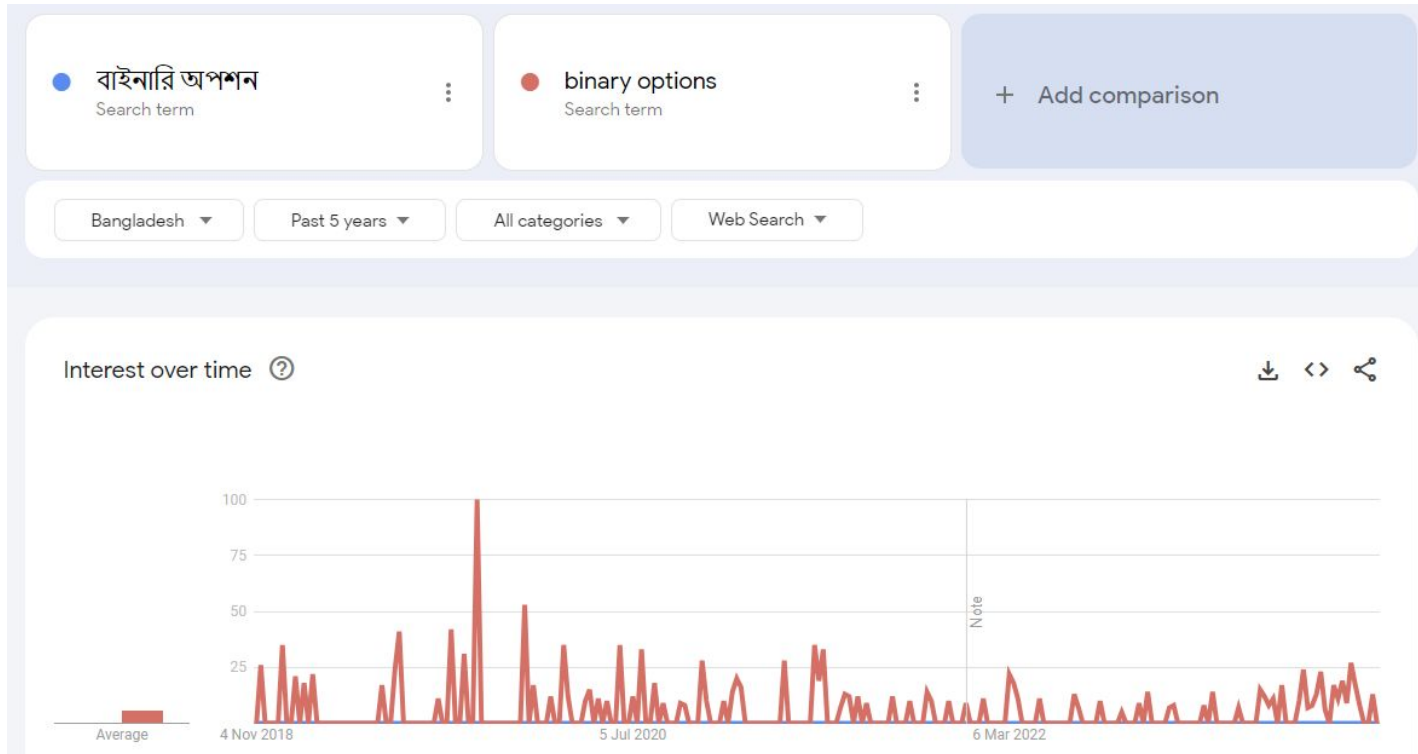 বাইনারি অপশন
Search term
binary options
Search term
+ Add comparison
Bangladesh
Past 5 years
All categories
Web Search
Interest over time
100
75
50
25
Note
Average
4 Nov 2018
5 Jul 2020
6 Mar 2022